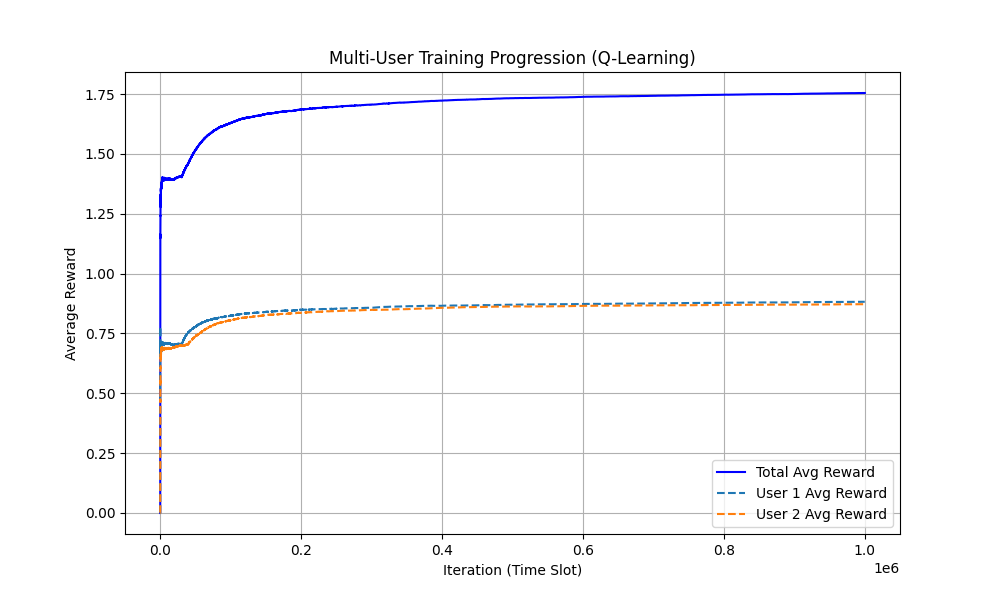 Multi-User Training Progression (Q-Learning)
Average Reward
1.75
1.50
1.25
1.00
0.75
0.50
0.25
0.00
Total Avg Reward
User 1 Avg Reward
User 2 Avg Reward
0.0 0.2 0.4 0.6 0.8 1.0
1e6
Iteration (Time Slot)